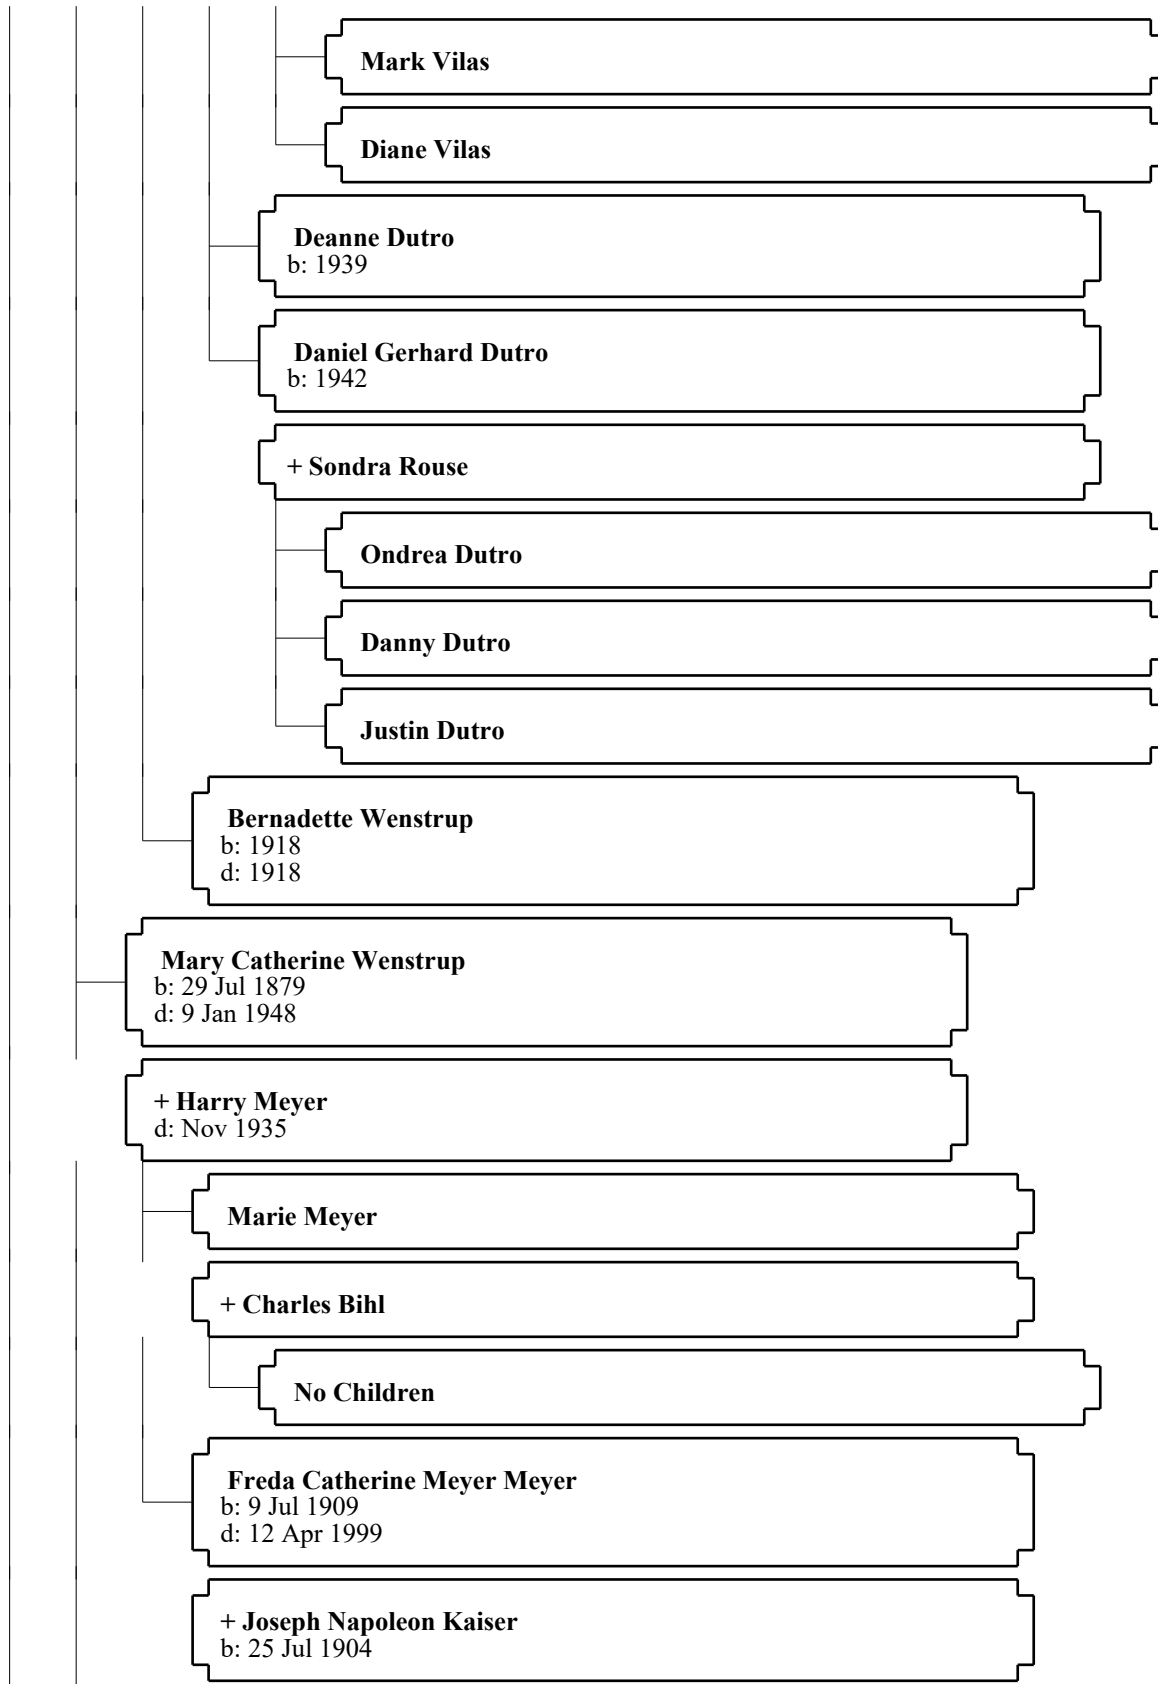 Mark Vilas
Diane Vilas
Deanne Dutro
b: 1939
Daniel Gerhard Dutro
b: 1942
+ Sondra Rouse
Ondrea Dutro
Danny Dutro
Justin Dutro
Bernadette Wenstrup
b: 1918
d: 1918
Mary Catherine Wenstrup
b: 29 Jul 1879
d: 9 Jan 1948
+ Harry Meyer
d: Nov 1935
Marie Meyer
+ Charles Bihl
No Children
Freda Catherine Meyer Meyer
b: 9 Jul 1909
d: 12 Apr 1999
+ Joseph Napoleon Kaiser
b: 25 Jul 1904